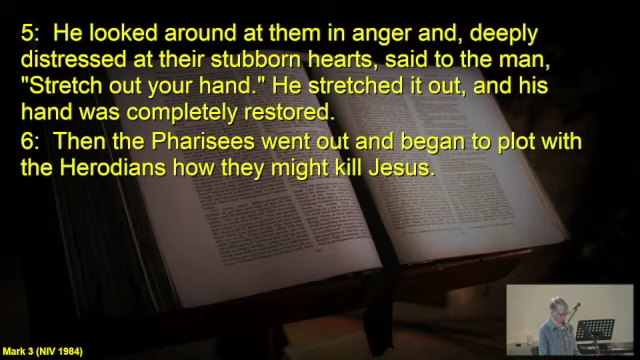 5:  He looked around at them in anger and, deeply
distressed at their stubborn hearts, said to the man,
"Stretch out your hand." He stretched it out, and his
hand was completely restored.
6:  Then the Pharisees went out and began to plot with
the Herodians how they might kill Jesus.
Mark 3 (NIV 1984)